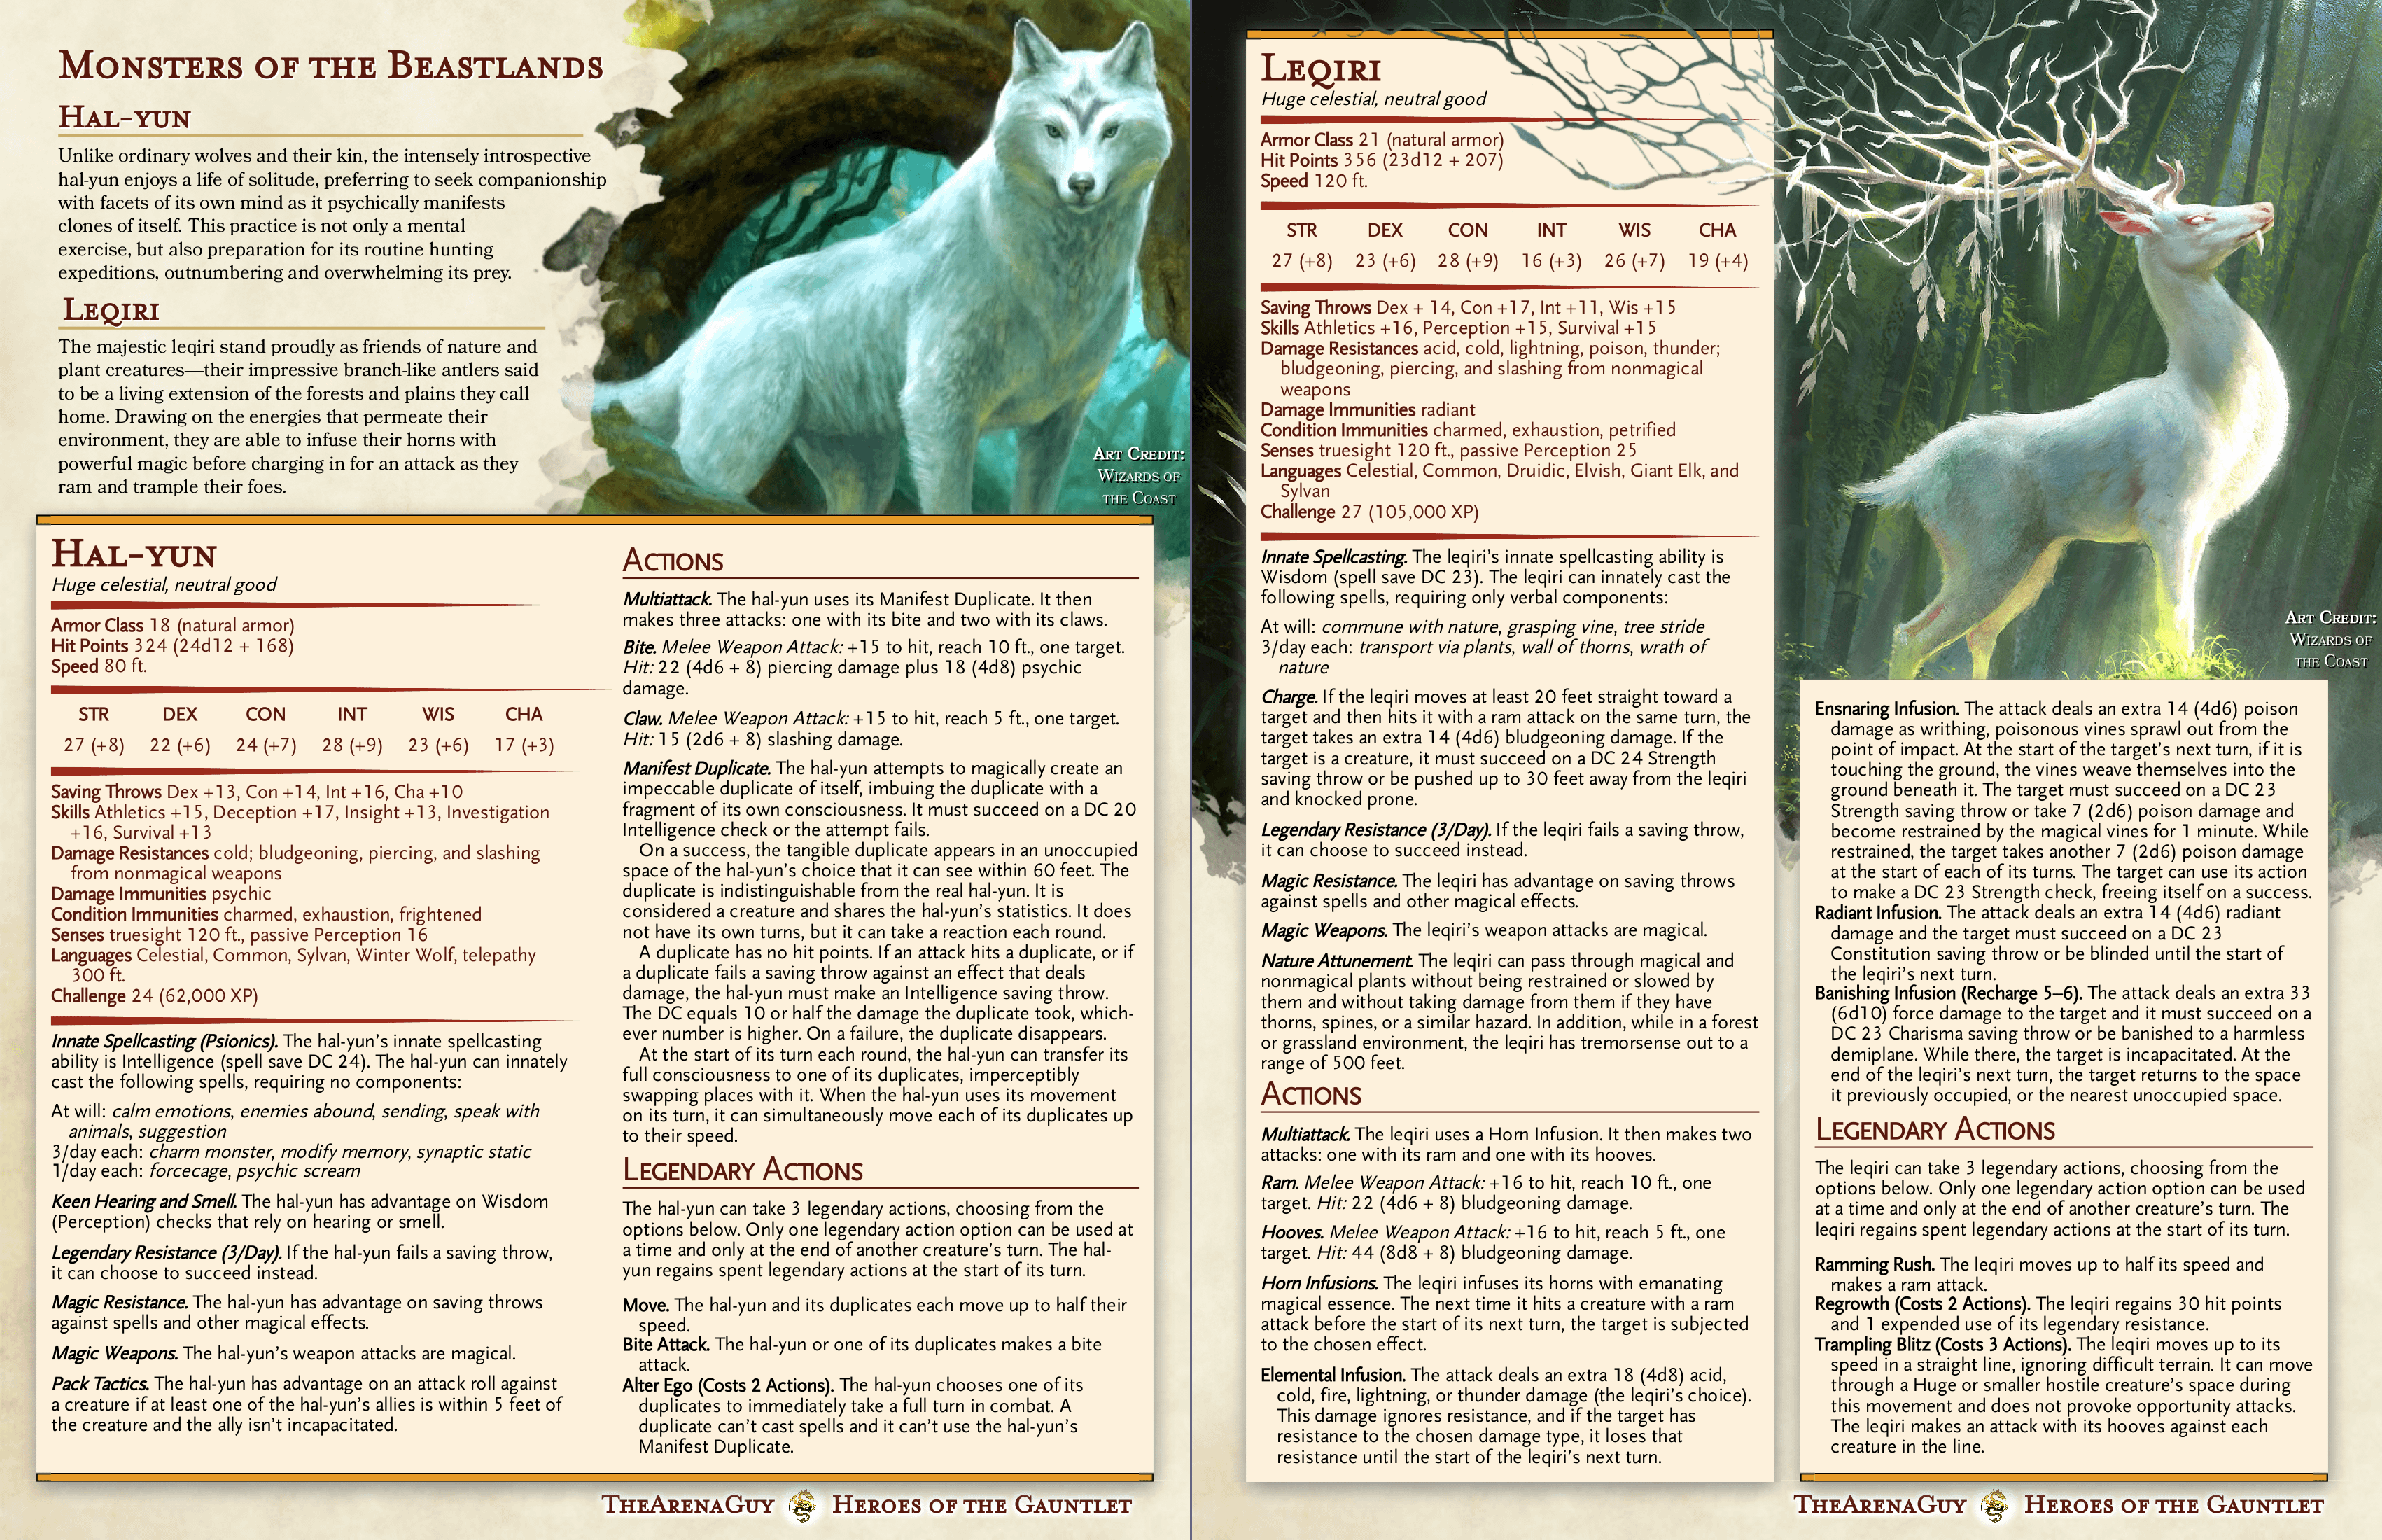 Monsters of the Beastlands
Hal-yun
Unlike ordinary wolves and their kin, the intensely introspective
hal-yun enjoys a life of solitude, preferring to seek companionship
with facets of its own mind as it psychically manifests
clones of itself. This practice is not only a mental
exercise, but also preparation for its routine hunting
expeditions, outnumbering and overwhelming its prey.
Leqiri
The majestic leqiri stand proudly as friends of nature and
plant creatures—their impressive branch-like antlers said
to be a living extension of the forests and plains they call
home. Drawing on the energies that permeate their
environment, they are able to infuse their horns with
powerful magic before charging in for an attack as they
ram and trample their foes.
Art Credit:
Wizards of
the Coast
Hal-yun
Huge celestial, neutral good
Armor Class 18 (natural armor)
Hit Points 324 (24d12 + 168)
Speed 80 ft.
STR DEX CON INT WIS CHA
27 (+8) 22 (+6) 24 (+7) 28 (+9) 23 (+6) 17 (+3)
Saving Throws Dex +13, Con +14, Int +16, Cha +10
Skills Athletics +15, Deception +17, Insight +13, Investigation
+16, Survival +13
Damage Resistances cold; bludgeoning, piercing, and slashing
from nonmagical weapons
Damage Immunities psychic
Condition Immunities charmed, exhaustion, frightened
Senses truesight 120 ft., passive Perception 16
Languages Celestial, Common, Sylvan, Winter Wolf, telepathy
300 ft.
Challenge 24 (62,000 XP)
Innate Spellcasting (Psionics). The hal-yun's innate spellcasting
ability is Intelligence (spell save DC 24). The hal-yun can innately
cast the following spells, requiring no components:
At will: calm emotions, enemies abound, sending, speak with
animals, suggestion
3/day each: charm monster, modify memory, synaptic static
1/day each: forcecage, psychic scream
Keen Hearing and Smell. The hal-yun has advantage on Wisdom
(Perception) checks that rely on hearing or smell.
Legendary Resistance (3/Day). If the hal-yun fails a saving throw,
it can choose to succeed instead.
Magic Resistance. The hal-yun has advantage on saving throws
against spells and other magical effects.
Magic Weapons. The hal-yun's weapon attacks are magical.
Pack Tactics. The hal-yun has advantage on an attack roll against
a creature if at least one of the hal-yun's allies is within 5 feet of
the creature and the ally isn't incapacitated.
Actions
Multiattack. The hal-yun uses its Manifest Duplicate. It then
makes three attacks: one with its bite and two with its claws.
Bite. Melee Weapon Attack: +15 to hit, reach 10 ft., one target.
Hit: 22 (4d6 + 8) piercing damage plus 18 (4d8) psychic
damage.
Claw. Melee Weapon Attack: +15 to hit, reach 5 ft., one target.
Hit: 15 (2d6 + 8) slashing damage.
Manifest Duplicate. The hal-yun attempts to magically create an
impeccable duplicate of itself, imbuing the duplicate with a
fragment of its own consciousness. It must succeed on a DC 20
Intelligence check or the attempt fails.
On a success, the tangible duplicate appears in an unoccupied
space of the hal-yun's choice that it can see within 60 feet. The
duplicate is indistinguishable from the real hal-yun. It is
considered a creature and shares the hal-yun's statistics. It does
not have its own turns, but it can take a reaction each round.
A duplicate has no hit points. If an attack hits a duplicate, or if
a duplicate fails a saving throw against an effect that deals
damage, the hal-yun must make an Intelligence saving throw.
The DC equals 10 or half the damage the duplicate took, which-
ever number is higher. On a failure, the duplicate disappears.
At the start of its turn each round, the hal-yun can transfer its
full consciousness to one of its duplicates, imperceptibly
swapping places with it. When the hal-yun uses its movement
on its turn, it can simultaneously move each of its duplicates up
to their speed.
Legendary Actions
The hal-yun can take 3 legendary actions, choosing from the
options below. Only one legendary action option can be used at
a time and only at the end of another creature's turn. The hal-
yun regains spent legendary actions at the start of its turn.
Move. The hal-yun and its duplicates each move up to half their
speed.
Bite Attack. The hal-yun or one of its duplicates makes a bite
attack.
Alter Ego (Costs 2 Actions). The hal-yun chooses one of its
duplicates to immediately take a full turn in combat. A
duplicate can't cast spells and it can't use the hal-yun's
Manifest Duplicate.
TheArenaGuy Heroes of the Gauntlet
Leqiri
Huge celestial, neutral good
Armor Class 21 (natural armor)
Hit Points 356 (23d12 + 207)
Speed 120 ft.
STR DEX CON INT WIS CHA
27 (+8) 23 (+6) 28 (+9) 16 (+3) 26 (+7) 19 (+4)
Saving Throws Dex + 14, Con +17, Int +11, Wis +15
Skills Athletics +16, Perception +15, Survival +15
Damage Resistances acid, cold, lightning, poison, thunder;
bludgeoning, piercing, and slashing from nonmagical
weapons
Damage Immunities radiant
Condition Immunities charmed, exhaustion, petrified
Senses truesight 120 ft., passive Perception 25
Languages Celestial, Common, Druidic, Elvish, Giant Elk, and
Sylvan
Challenge 27 (105,000 XP)
Innate Spellcasting. The leqiri's innate spellcasting ability is
Wisdom (spell save DC 23). The leqiri can innately cast the
following spells, requiring only verbal components:
At will: commune with nature, grasping vine, tree stride
3/day each: transport via plants, wall of thorns, wrath of
nature
Charge. If the leqiri moves at least 20 feet straight toward a
target and then hits it with a ram attack on the same turn, the
target takes an extra 14 (4d6) bludgeoning damage. If the
target is a creature, it must succeed on a DC 24 Strength
saving throw or be pushed up to 30 feet away from the leqiri
and knocked prone.
Legendary Resistance (3/Day). If the leqiri fails a saving throw,
it can choose to succeed instead.
Magic Resistance. The leqiri has advantage on saving throws
against spells and other magical effects.
Magic Weapons. The leqiri's weapon attacks are magical.
Nature Attunement. The leqiri can pass through magical and
nonmagical plants without being restrained or slowed by
them and without taking damage from them if they have
thorns, spines, or a similar hazard. In addition, while in a forest
or grassland environment, the leqiri has tremorsense out to a
range of 500 feet.
Actions
Multiattack. The leqiri uses a Horn Infusion. It then makes two
attacks: one with its ram and one with its hooves.
Ram. Melee Weapon Attack: +16 to hit, reach 10 ft., one
target. Hit: 22 (4d6 + 8) bludgeoning damage.
Hooves. Melee Weapon Attack: +16 to hit, reach 5 ft., one
target. Hit: 44 (8d8 + 8) bludgeoning damage.
Horn Infusions. The leqiri infuses its horns with emanating
magical essence. The next time it hits a creature with a ram
attack before the start of its next turn, the target is subjected
to the chosen effect.
Elemental Infusion. The attack deals an extra 18 (4d8) acid,
cold, fire, lightning, or thunder damage (the leqiri's choice).
This damage ignores resistance, and if the target has
resistance to the chosen damage type, it loses that
resistance until the start of the leqiri's next turn.
Art Credit:
Wizards of
the Coast
Ensnaring Infusion. The attack deals an extra 14 (4d6) poison
damage as writhing, poisonous vines sprawl out from the
point of impact. At the start of the target's next turn, if it is
touching the ground, the vines weave themselves into the
ground beneath it. The target must succeed on a DC 23
Strength saving throw or take 7 (2d6) poison damage and
become restrained by the magical vines for 1 minute. While
restrained, the target takes another 7 (2d6) poison damage
at the start of each of its turns. The target can use its action
to make a DC 23 Strength check, freeing itself on a success.
Radiant Infusion. The attack deals an extra 14 (4d6) radiant
damage and the target must succeed on a DC 23
Constitution saving throw or be blinded until the start of
the leqiri's next turn.
Banishing Infusion (Recharge 5–6). The attack deals an extra 33
(6d10) force damage to the target and it must succeed on a
DC 23 Charisma saving throw or be banished to a harmless
demiplane. While there, the target is incapacitated. At the
end of the leqiri's next turn, the target returns to the space
it previously occupied, or the nearest unoccupied space.
Legendary Actions
The leqiri can take 3 legendary actions, choosing from the
options below. Only one legendary action option can be used
at a time and only at the end of another creature's turn. The
leqiri regains spent legendary actions at the start of its turn.
Ramming Rush. The leqiri moves up to half its speed and
makes a ram attack.
Regrowth (Costs 2 Actions). The leqiri regains 30 hit points
and 1 expended use of its legendary resistance.
Trampling Blitz (Costs 3 Actions). The leqiri moves up to its
speed in a straight line, ignoring difficult terrain. It can move
through a Huge or smaller hostile creature's space during
this movement and does not provoke opportunity attacks.
The leqiri makes an attack with its hooves against each
creature in the line.
TheArenaGuy Heroes of the Gauntlet